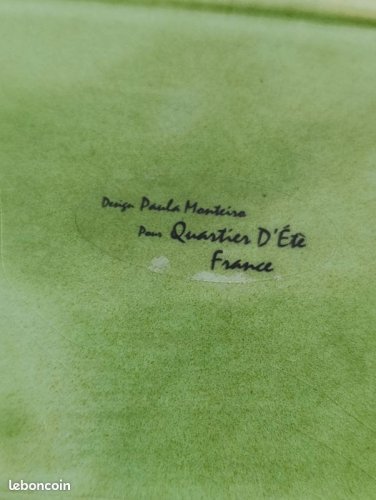 Design Paula Monteiro
Pour Quartier D'Été
France
leboncoin